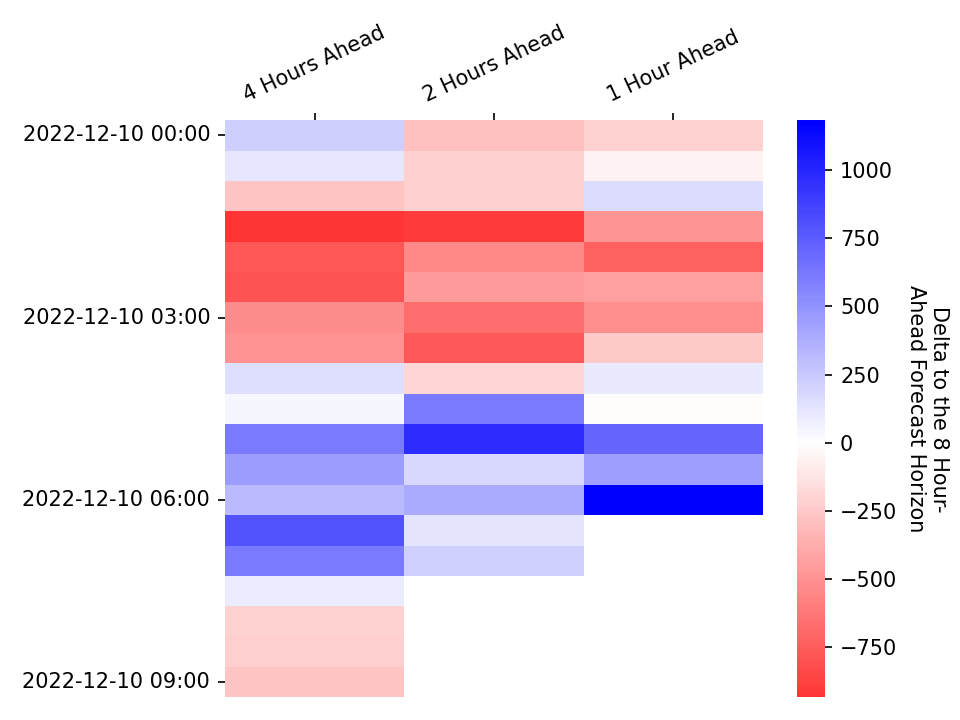 4 Hours Ahead
2 Hours Ahead
1 Hour Ahead
2022-12-10 00:00
2022-12-10 03:00
2022-12-10 06:00
2022-12-10 09:00
1000
750
500
250
0
−250
−500
−750
Delta to the 8 Hour-
Ahead Forecast Horizon